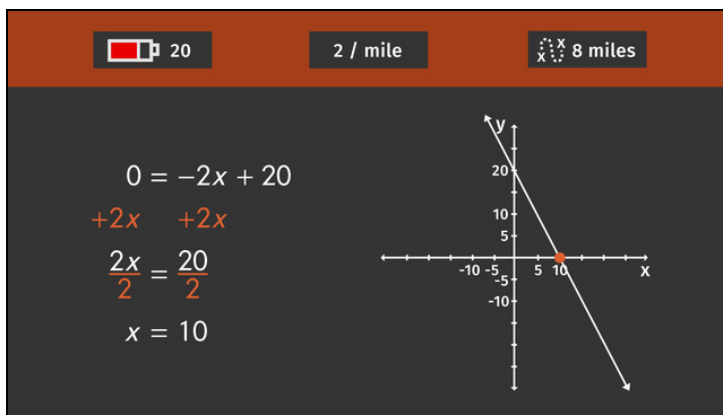 20
2 / mile
x x 8 miles
0 = −2x + 20
+2x +2x
2x/2 = 20/2
x = 10
y
20
10
5
-10 -5 5 10 x
-5
-10